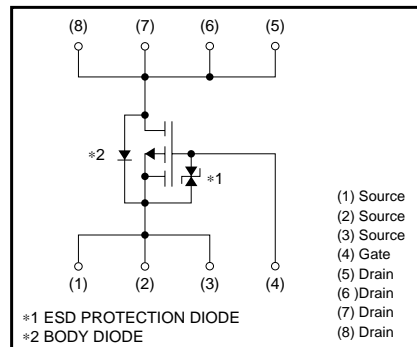 (8) (7) (6) (5)
*2
*1
(1) (2) (3) (4)
*1 ESD PROTECTION DIODE
*2 BODY DIODE
(1) Source
(2) Source
(3) Source
(4) Gate
(5) Drain
(6 )Drain
(7) Drain
(8) Drain